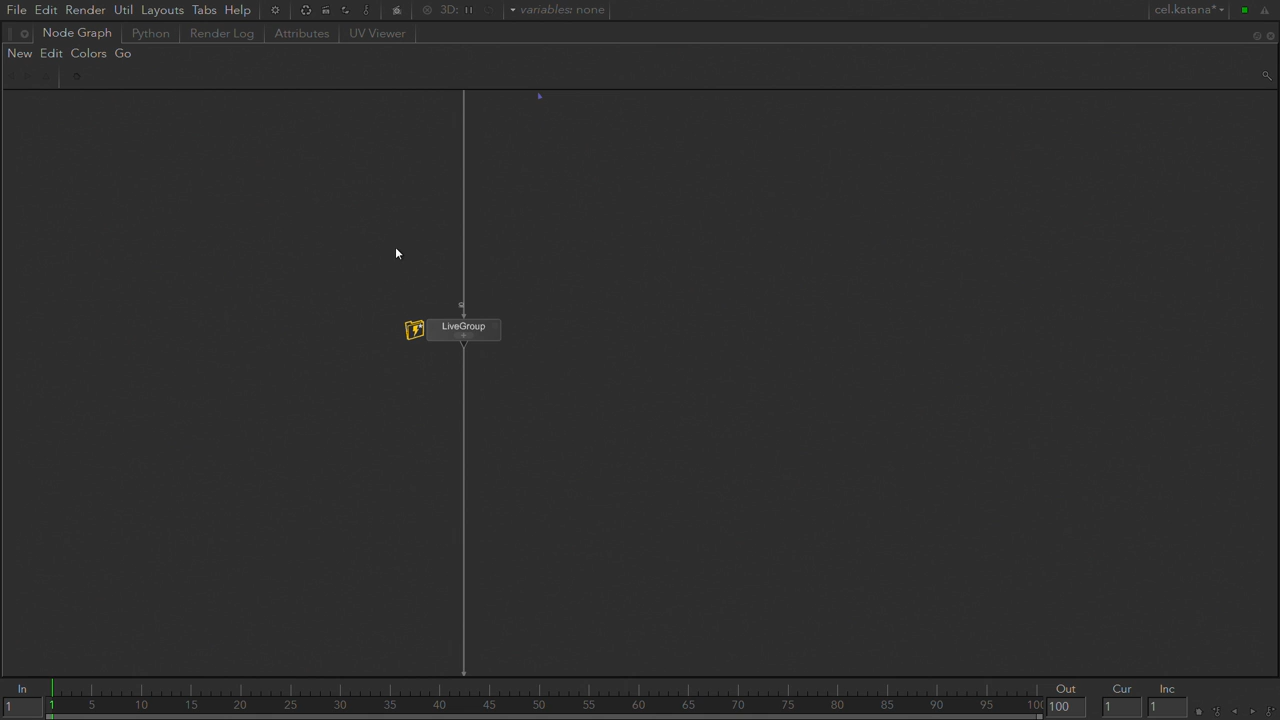 File Edit Render Util Layouts Tabs Help 3D: variables: none cel.katana*
Node Graph Python Render Log Attributes UV Viewer
New Edit Colors Go
LiveGroup
In Out Cur Inc
1 1 5 10 15 20 25 30 35 40 45 50 55 60 65 70 75 80 85 90 95 100 100 1 1